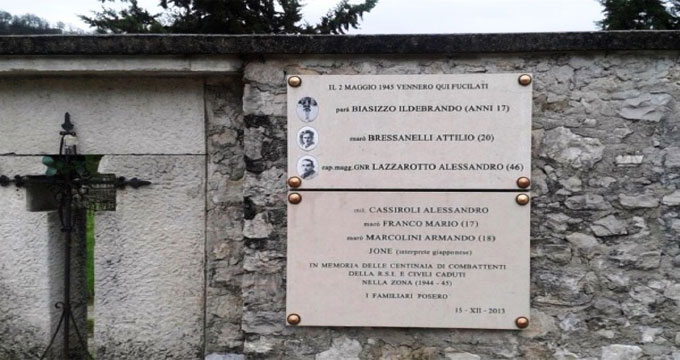 IL 2 MAGGIO 1945 VENNERO QUI FUCILATI
parà BIASIZZO ILDEBRANDO (ANNI 17)
marò BRESSANELLI ATTILIO (20)
cap.magg.GNR LAZZAROTTO ALESSANDRO (46)
mil. CASSIROLI ALESSANDRO
marò FRANCO MARIO (17)
marò MARCOLINI ARMANDO (18)
JONE (interprete giapponese)
IN MEMORIA DELLE CENTINAIA DI COMBATTENTI
DELLA R.S.I. E CIVILI CADUTI
NELLA ZONA (1944 - 45)
I FAMILIARI POSERO
15 - XII - 2013